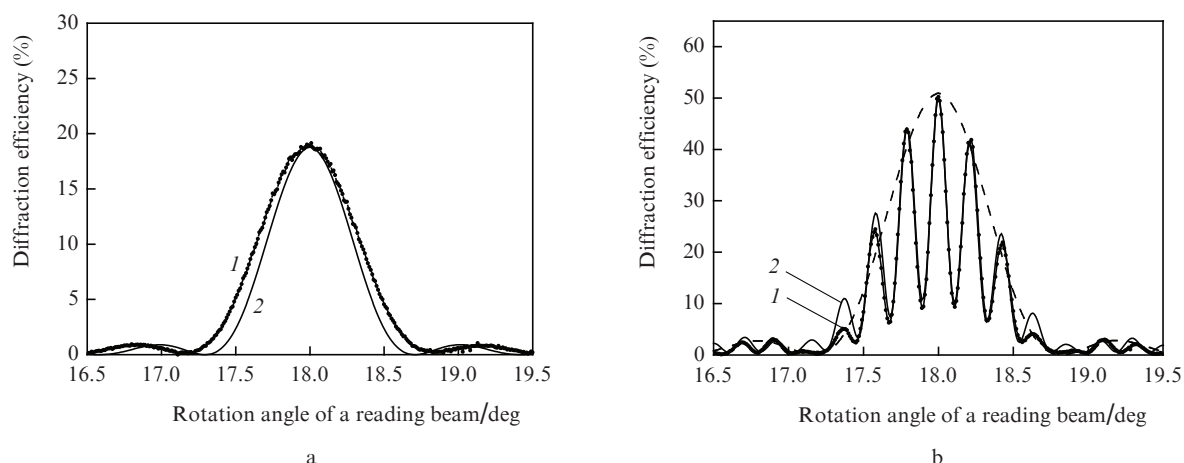 Diffraction efficiency (%)
30
25
20
15
10
5
0
1
2
16.5 17.0 17.5 18.0 18.5 19.0 19.5
Rotation angle of a reading beam/deg
a
Diffraction efficiency (%)
60
50
40
30
20
10
0
2
1
16.5 17.0 17.5 18.0 18.5 19.0 19.5
Rotation angle of a reading beam/deg
b